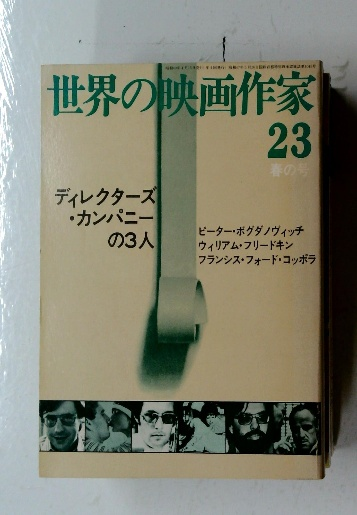 世界の映画作家
23
春の号
ディレクターズ
・カンパニー
の3人
ピーター・ボグダノヴィッチ
ウィリアム・フリードキン
フランシス・フォード・コッポラ